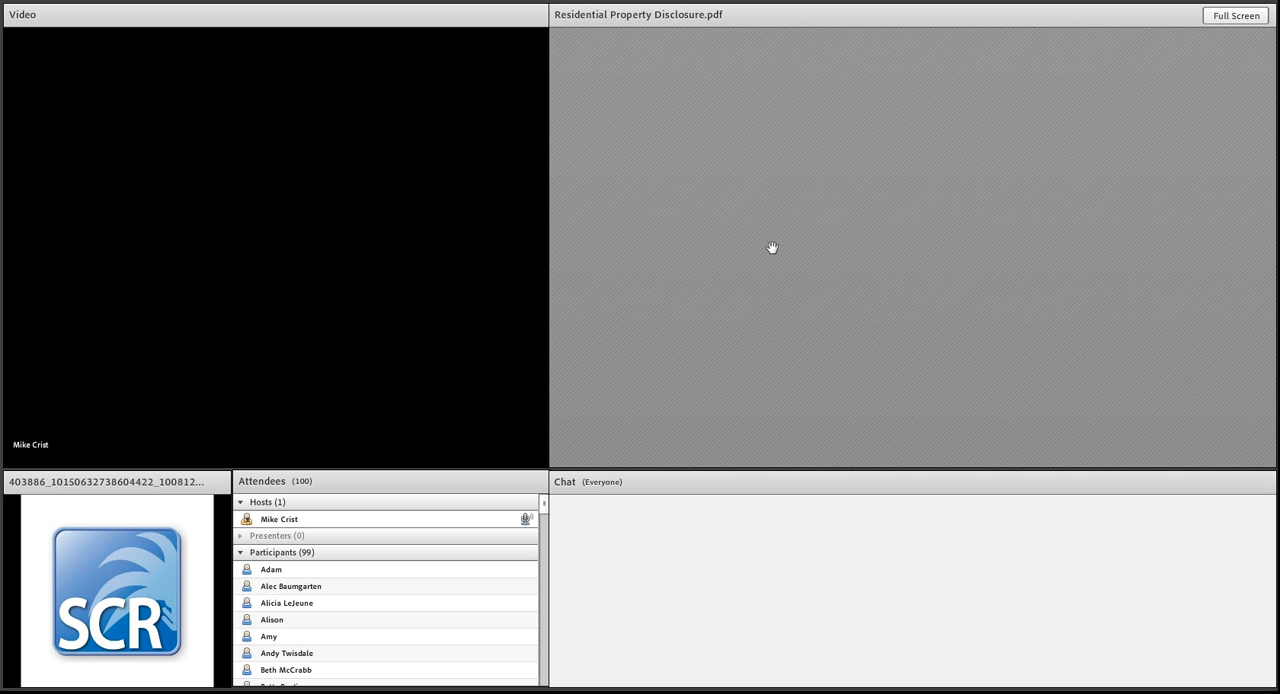 Video
Residential Property Disclosure.pdf
Full Screen
Mike Crist
403886_10150632738604422_100812...
SCR
Attendees (100)
Hosts (1)
Mike Crist
Presenters (0)
Participants (99)
Adam
Alec Baumgarten
Alicia LeJeune
Alison
Amy
Andy Twisdale
Beth McCrabb
Chat (Everyone)